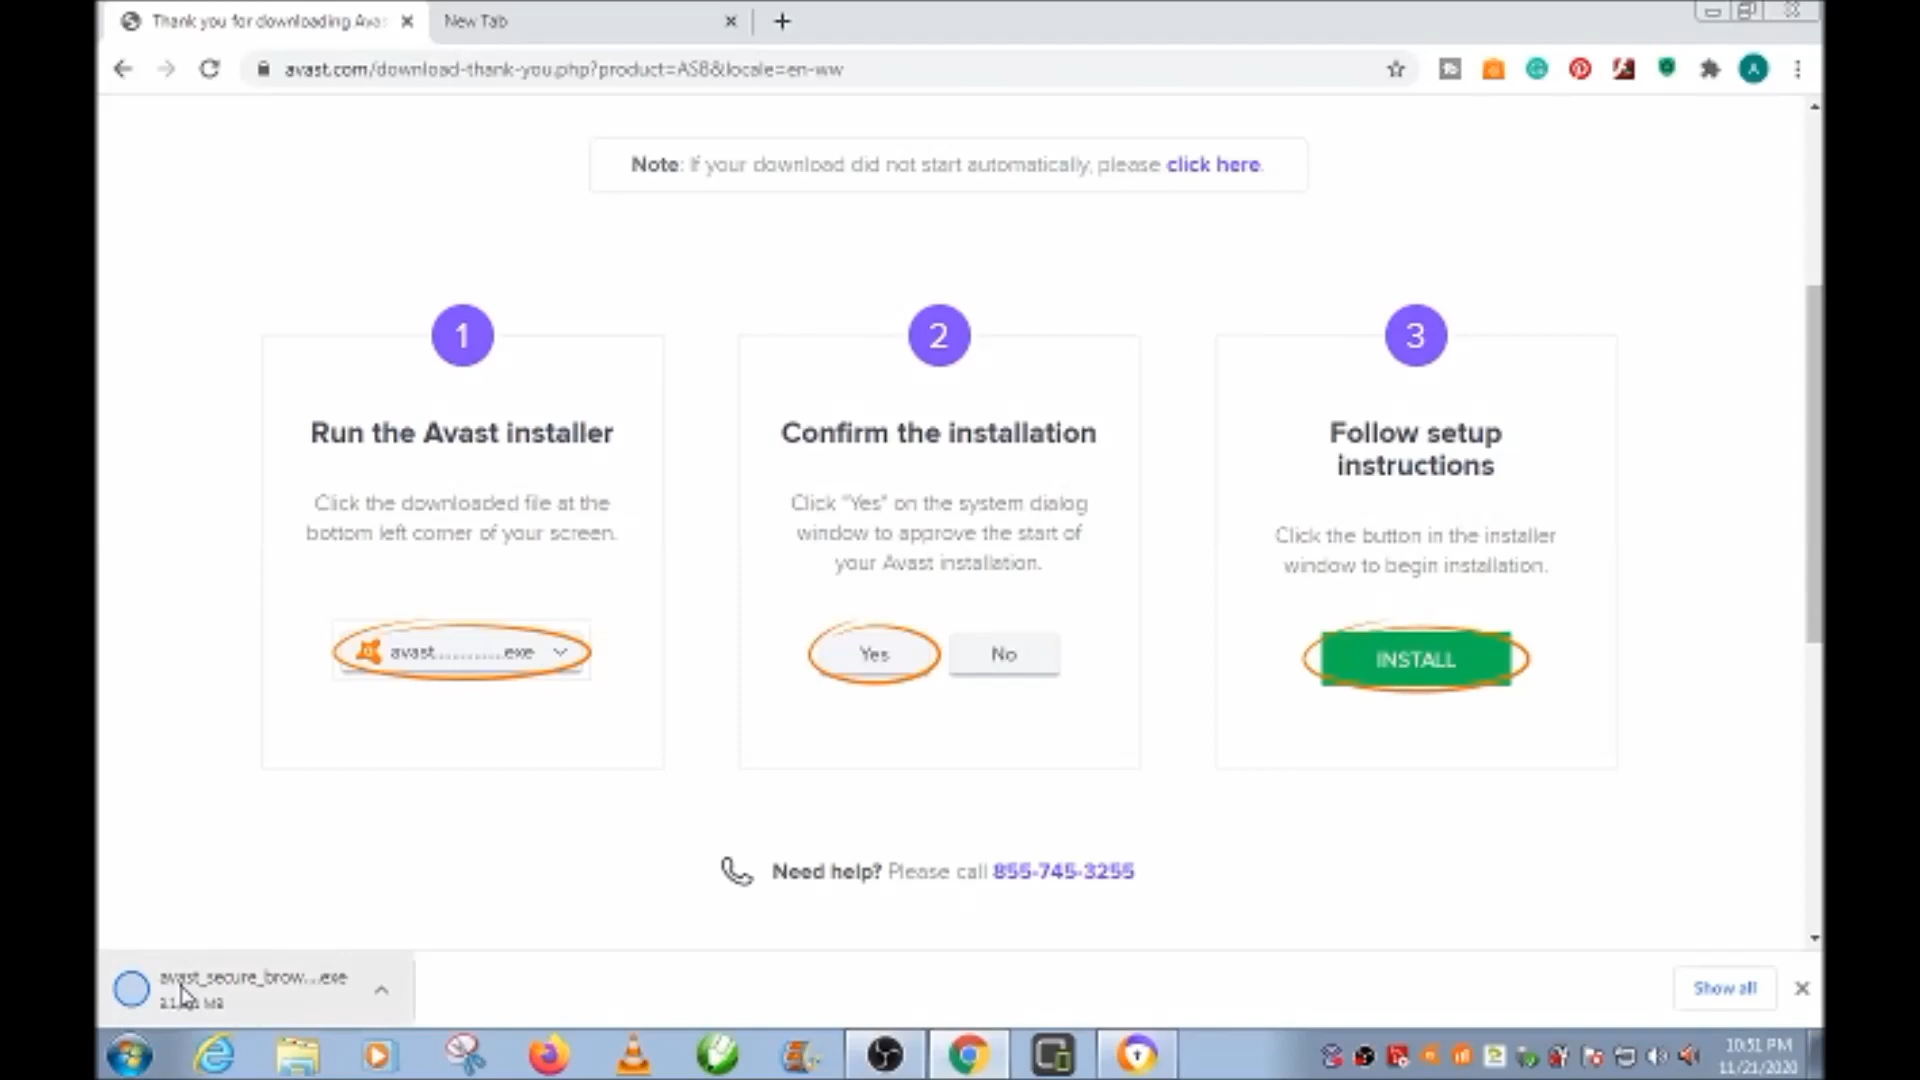 Thank you for downloading Avas
New Tab
avast.com/download-thank-you.php?product=ASB&locale=en-ww
A
Note: If your download did not start automatically, please click here.
1
2
3
Run the Avast installer
Click the downloaded file at the
bottom left corner of your screen.
avast............exe
Confirm the installation
Click "Yes" on the system dialog
window to approve the start of
your Avast installation.
Yes
No
Follow setup
instructions
Click the button in the installer
window to begin installation.
INSTALL
Need help? Please call 855-745-3255
avast_secure_brow....exe
MB
Show all
10:51 PM
11/21/2020